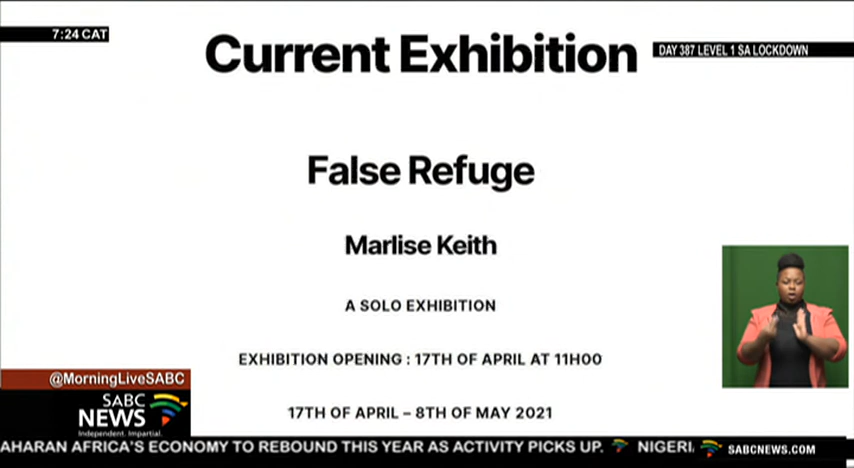 7:24 CAT
Current Exhibition
DAY 387 LEVEL 1 SA LOCKDOWN
False Refuge
Marlise Keith
A SOLO EXHIBITION
EXHIBITION OPENING : 17TH OF APRIL AT 11H00
@MorningLiveSABC
SABC
NEWS
Independent. Impartial.
17TH OF APRIL – 8TH OF MAY 2021
AHARAN AFRICA'S ECONOMY TO REBOUND THIS YEAR AS ACTIVITY PICKS UP. NIGERI
SABCNEWS.COM